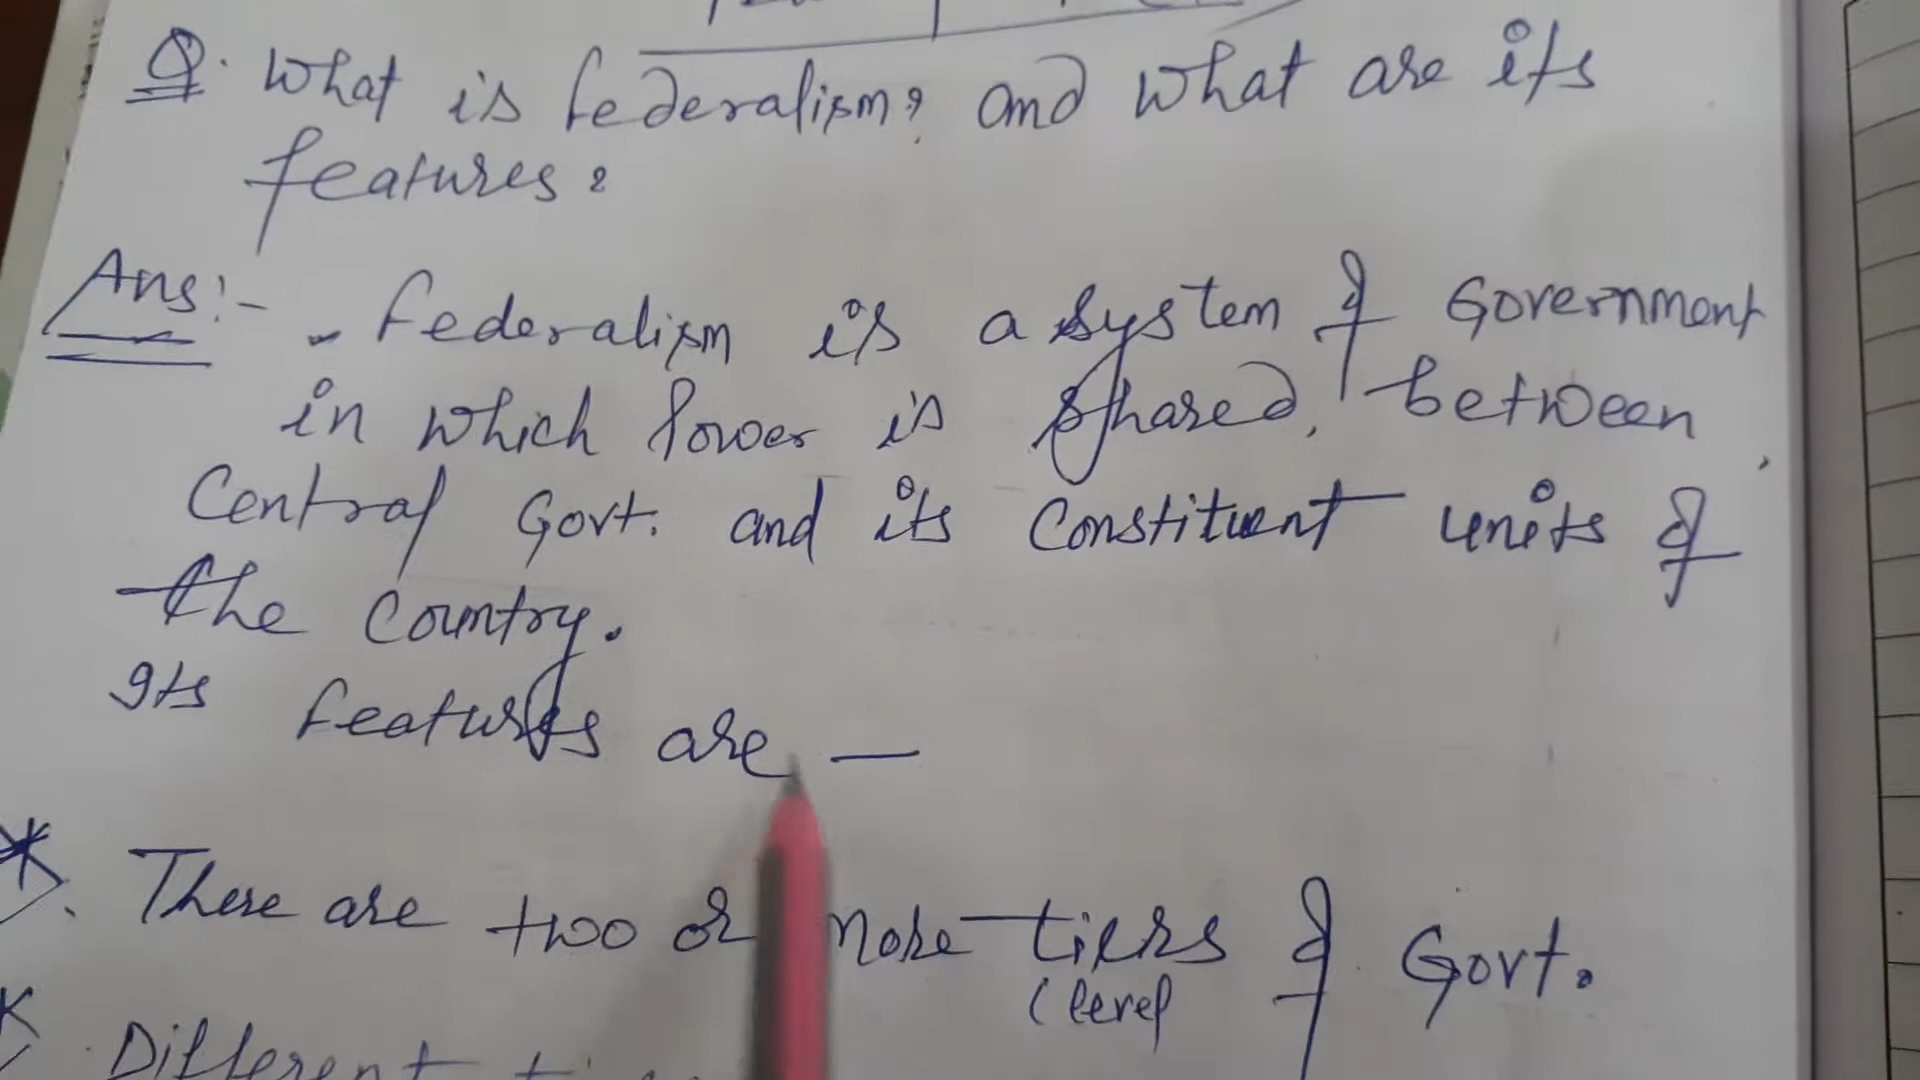 Q. What is federalism? and what are its
features?
Ans:- - federalism is a system of Government
in which Power is shared, between
Central Govt. and its Constituent units of
the Country.
Its features are —
* There are two or more tiers of Govt.
(level
Different